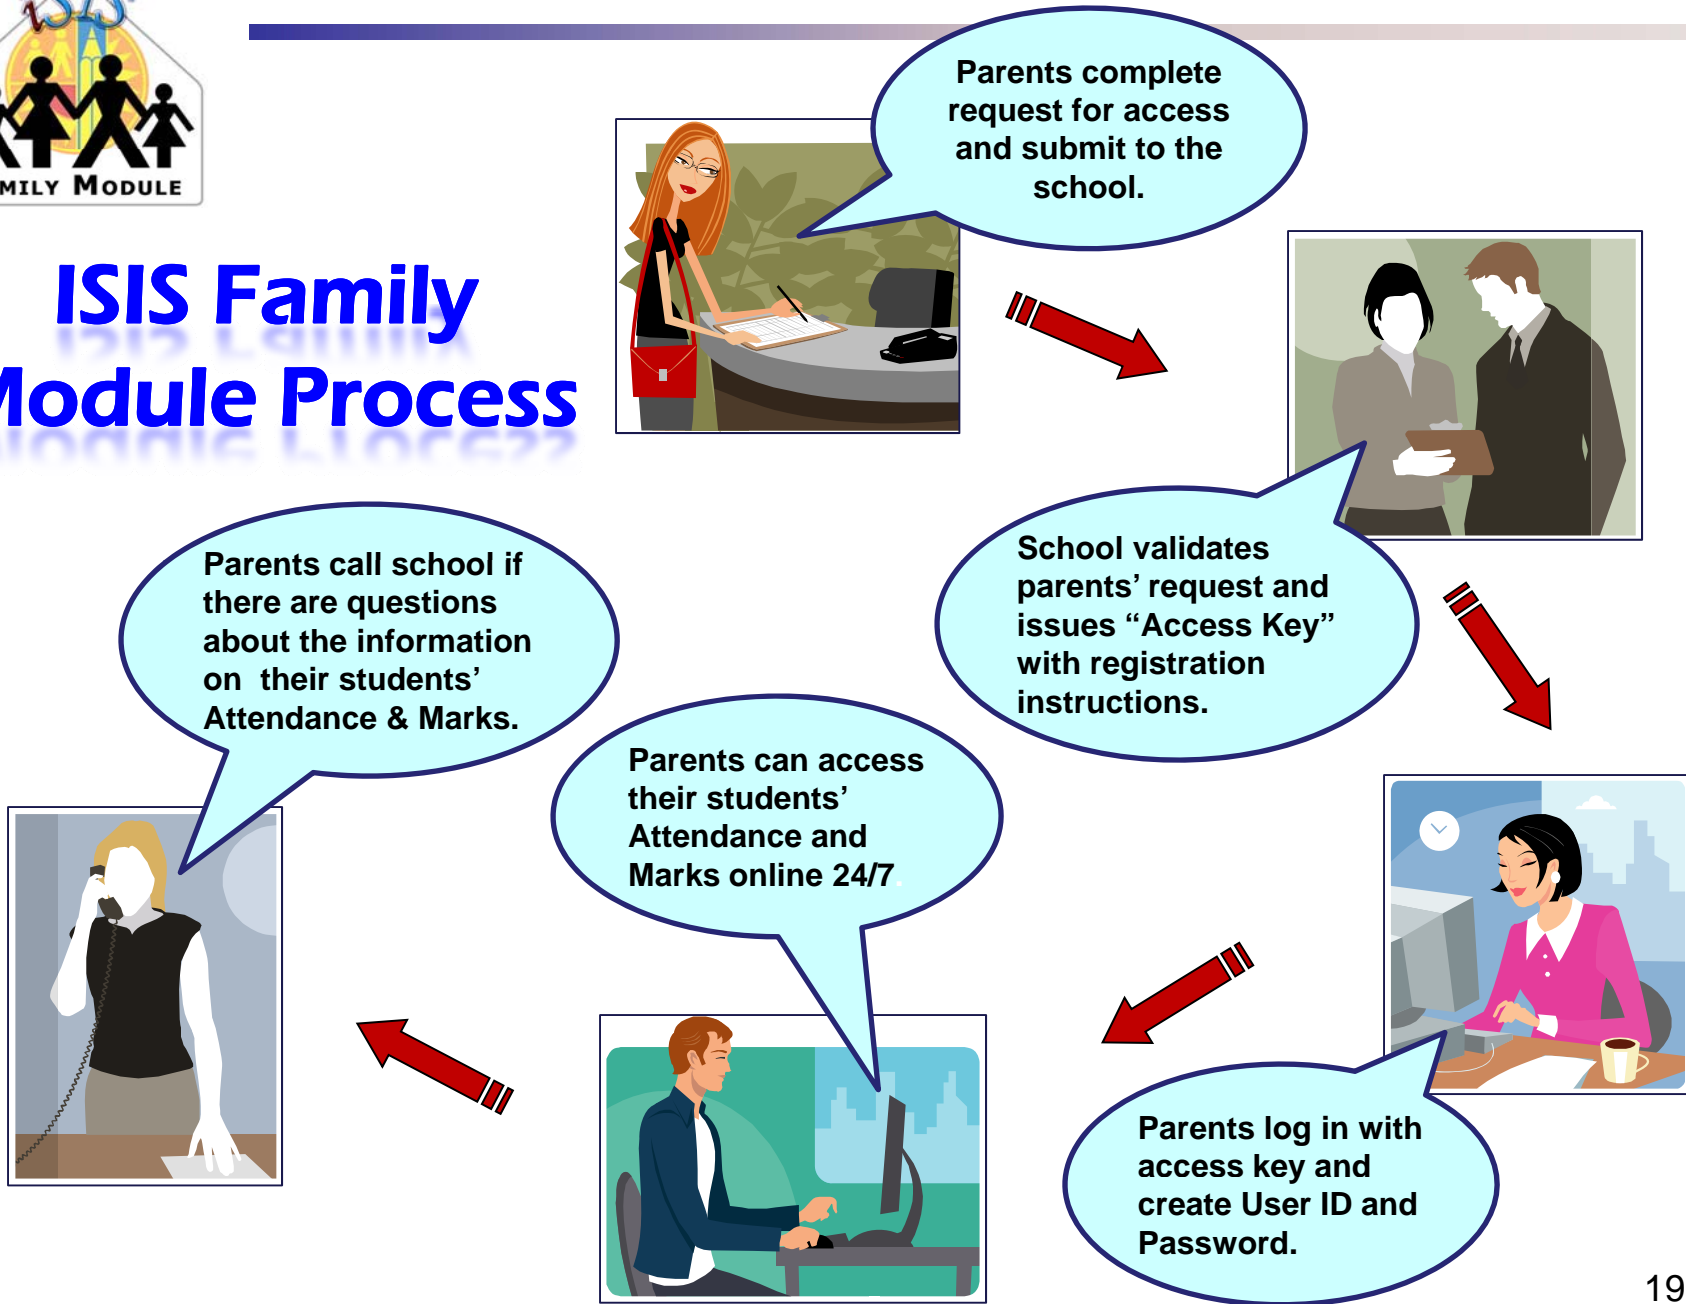 iSIS
MILY MODULE
ISIS Family
Module Process
Parents complete
request for access
and submit to the
school.
School validates
parents’ request and
issues “Access Key”
with registration
instructions.
Parents log in with
access key and
create User ID and
Password.
Parents can access
their students’
Attendance and
Marks online 24/7.
Parents call school if
there are questions
about the information
on their students’
Attendance & Marks.
19